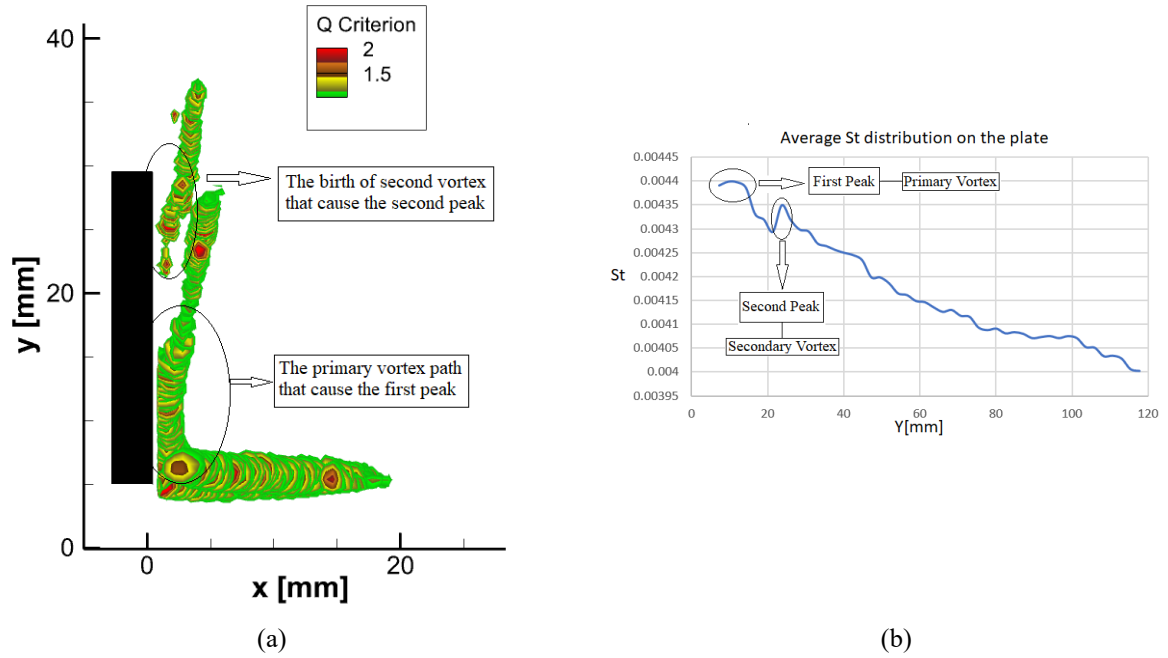 Q Criterion
2
1.5
40
20
0
y [mm]
0
20
x [mm]
The birth of second vortex
that cause the second peak
The primary vortex path
that cause the first peak
(a)
Average St distribution on the plate
0.00445
0.0044
0.00435
0.0043
0.00425
0.0042
0.00415
0.0041
0.00405
0.004
0.00395
St
First Peak
Primary Vortex
Second Peak
Secondary Vortex
0
20
40
60
80
100
120
Y[mm]
(b)